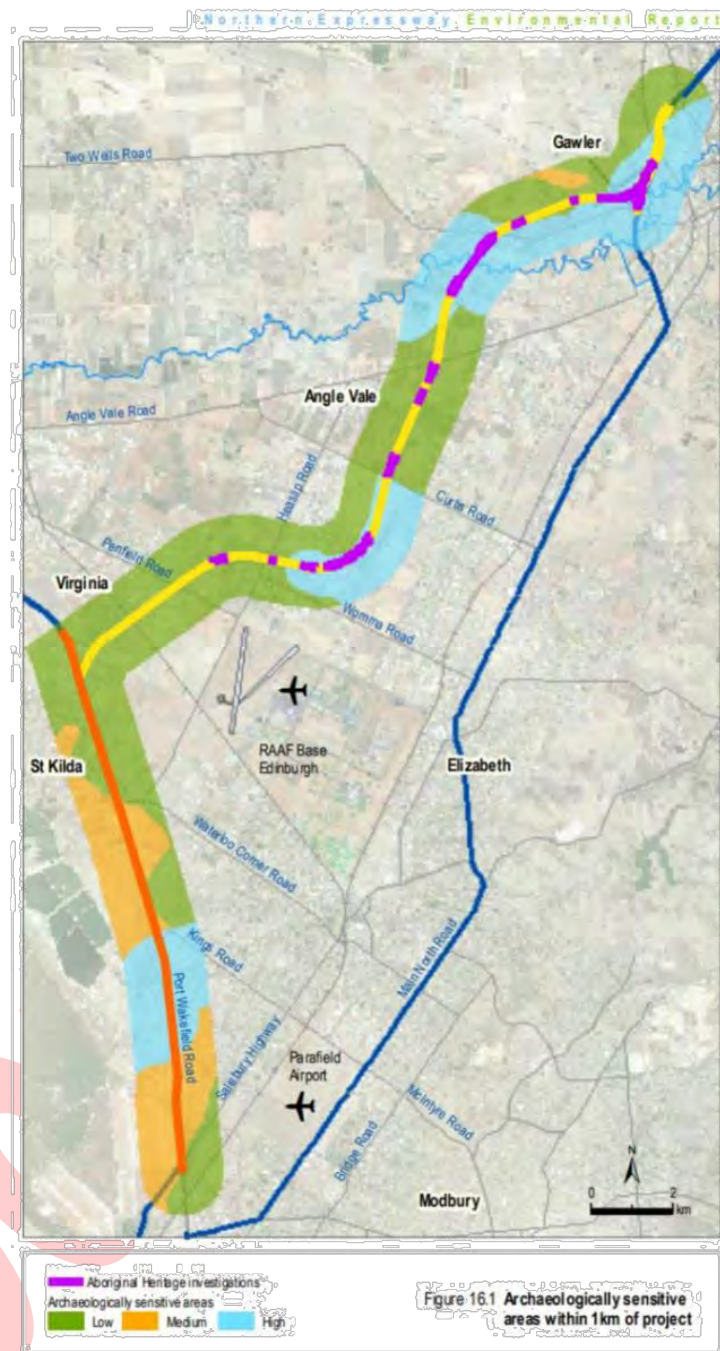 Northern Expressway Environmental Report
Gawler
Two Wells Road
Angle Vale
Angle Vale Road
Heaslip Road
Curtis Road
Penfield Road
Virginia
Womma Road
RAAF Base
Edinburgh
St Kilda
Elizabeth
Waterloo Corner Road
Kings Road
Main North Road
Port Wakefield Road
Salisbury Highway
Parafield
Airport
McIntyre Road
Bridge Road
Modbury
N
0 2
km
Aboriginal Heritage investigations
Archaeologically sensitive areas
Low Medium High
Figure 16.1 Archaeologically sensitive
areas within 1km of project